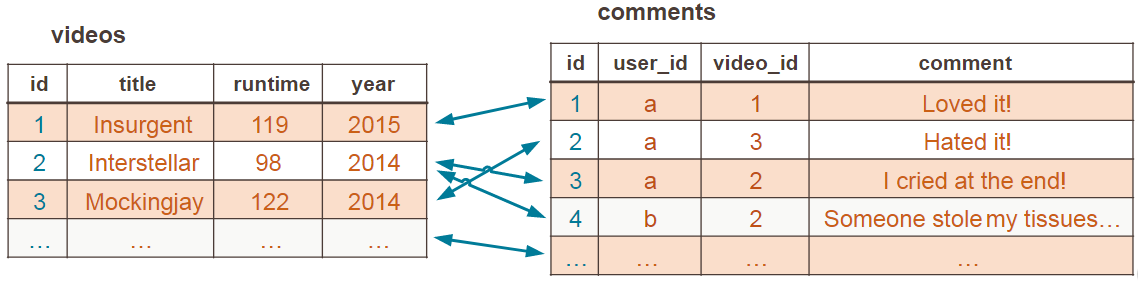 videos
id title runtime year
1 Insurgent 119 2015
2 Interstellar 98 2014
3 Mockingjay 122 2014
... ... ... ...
comments
id user_id video_id comment
1 a 1 Loved it!
2 a 3 Hated it!
3 a 2 I cried at the end!
4 b 2 Someone stole my tissues...
... ... ... ...